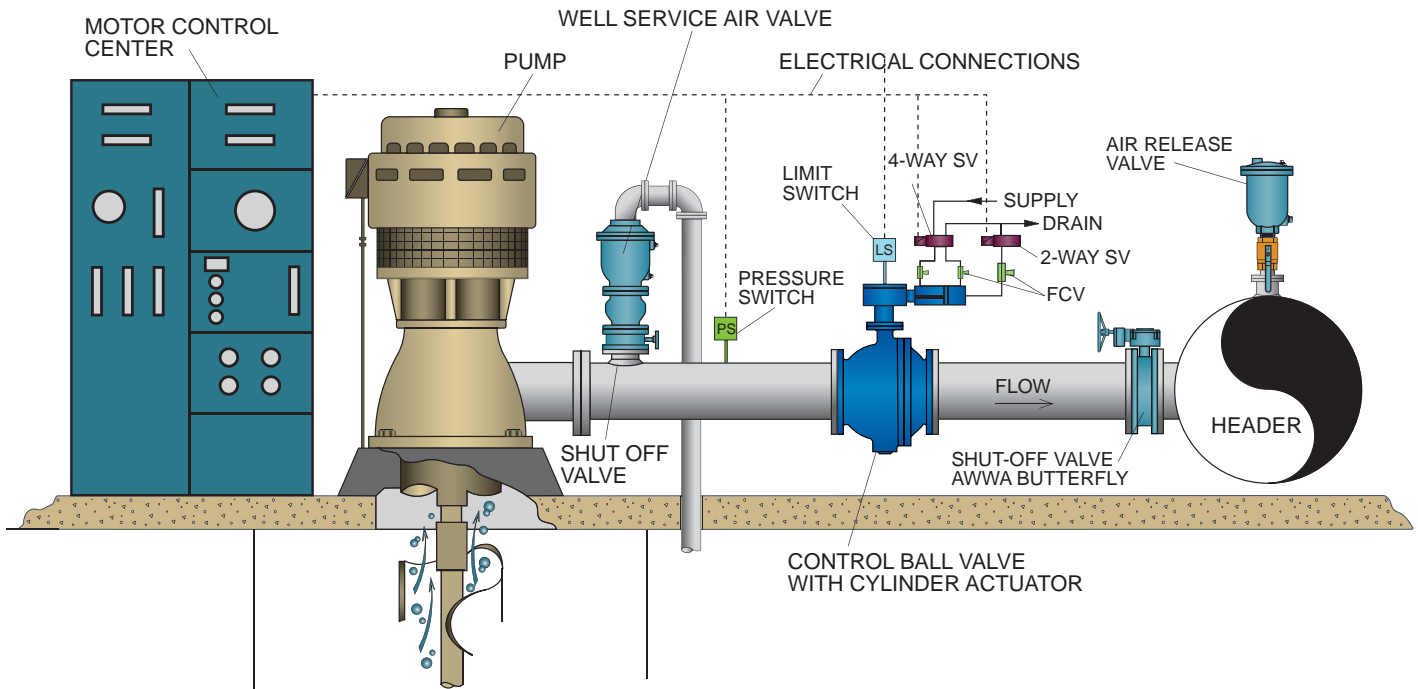 MOTOR CONTROL
CENTER
WELL SERVICE AIR VALVE
PUMP
ELECTRICAL CONNECTIONS
4-WAY SV
LIMIT
SWITCH
SUPPLY
DRAIN
AIR RELEASE
VALVE
LS
2-WAY SV
PRESSURE
SWITCH
FCV
PS
FLOW
HEADER
SHUT OFF
VALVE
SHUT-OFF VALVE
AWWA BUTTERFLY
CONTROL BALL VALVE
WITH CYLINDER ACTUATOR